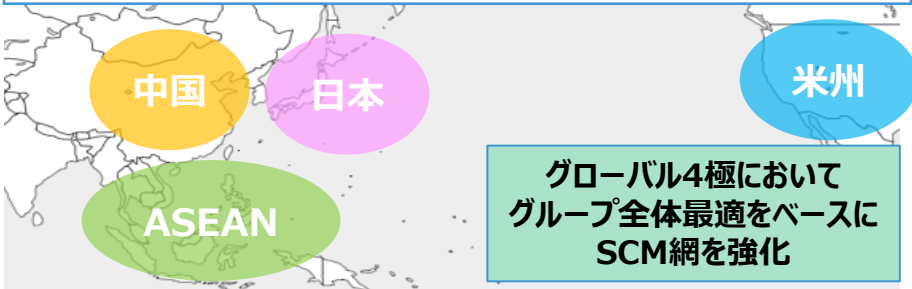 中国
日本
米州
ASEAN
グローバル4極において
グループ全体最適をベースに
SCM網を強化